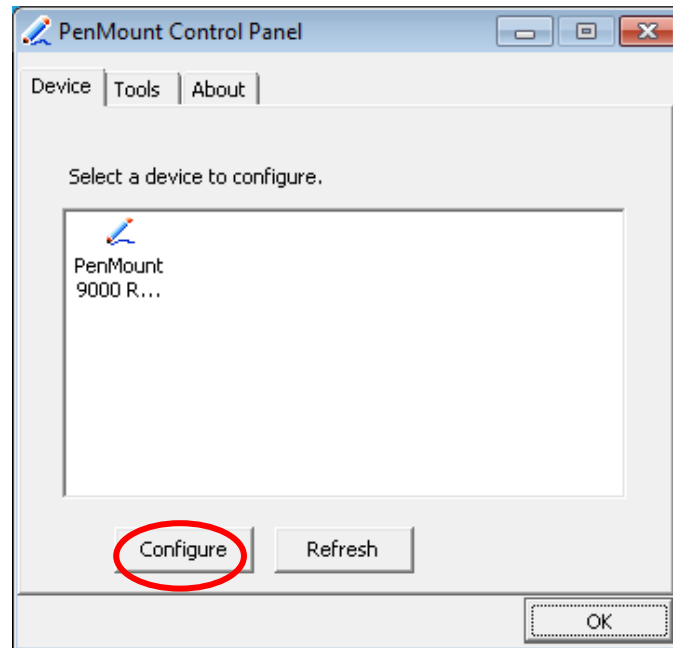 PenMount Control Panel
Device Tools About
Select a device to configure.
PenMount
9000 R...
Configure Refresh
OK